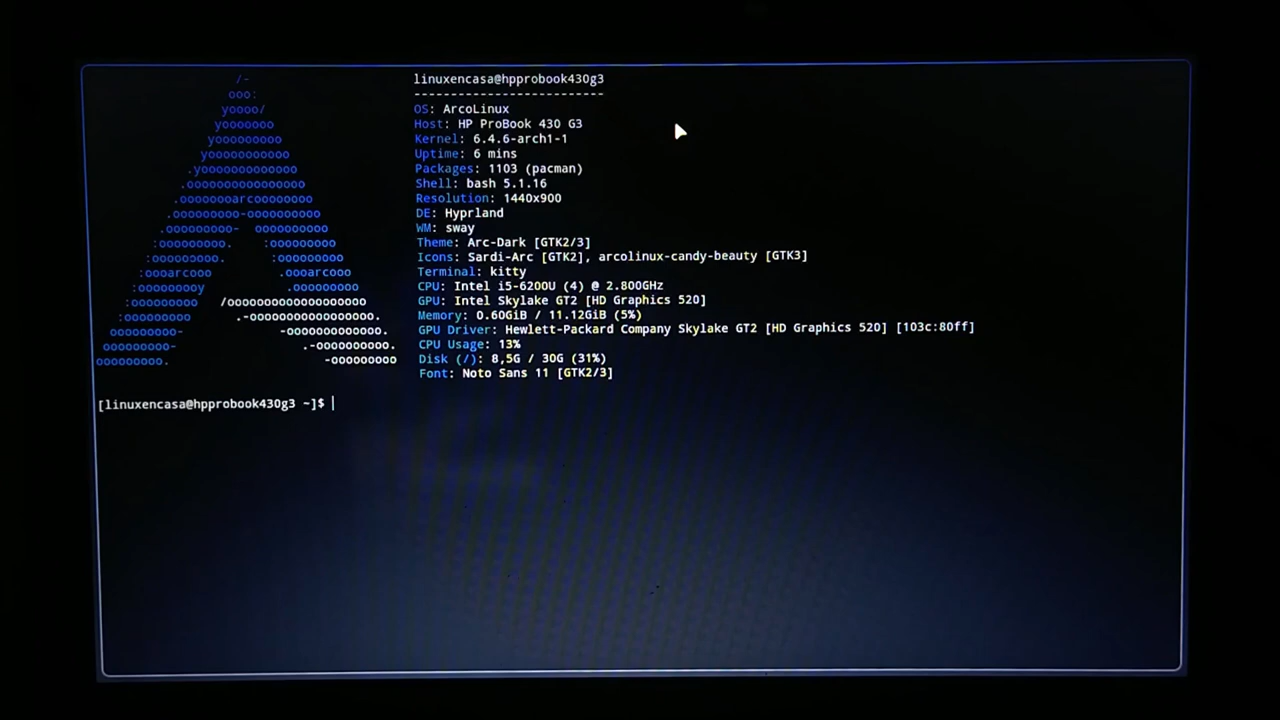 linuxencasa@hpprobook430g3
--------------------------
OS: ArcoLinux
Host: HP ProBook 430 G3
Kernel: 6.4.6-arch1-1
Uptime: 6 mins
Packages: 1103 (pacman)
Shell: bash 5.1.16
Resolution: 1440x900
DE: Hyprland
WM: sway
Theme: Arc-Dark [GTK2/3]
Icons: Sardi-Arc [GTK2], arcolinux-candy-beauty [GTK3]
Terminal: kitty
CPU: Intel i5-6200U (4) @ 2.800GHz
GPU: Intel Skylake GT2 [HD Graphics 520]
Memory: 0.60GiB / 11.12GiB (5%)
GPU Driver: Hewlett-Packard Company Skylake GT2 [HD Graphics 520] [103c:80ff]
CPU Usage: 13%
Disk (/): 8,5G / 30G (31%)
Font: Noto Sans 11 [GTK2/3]
[linuxencasa@hpprobook430g3 ~]$